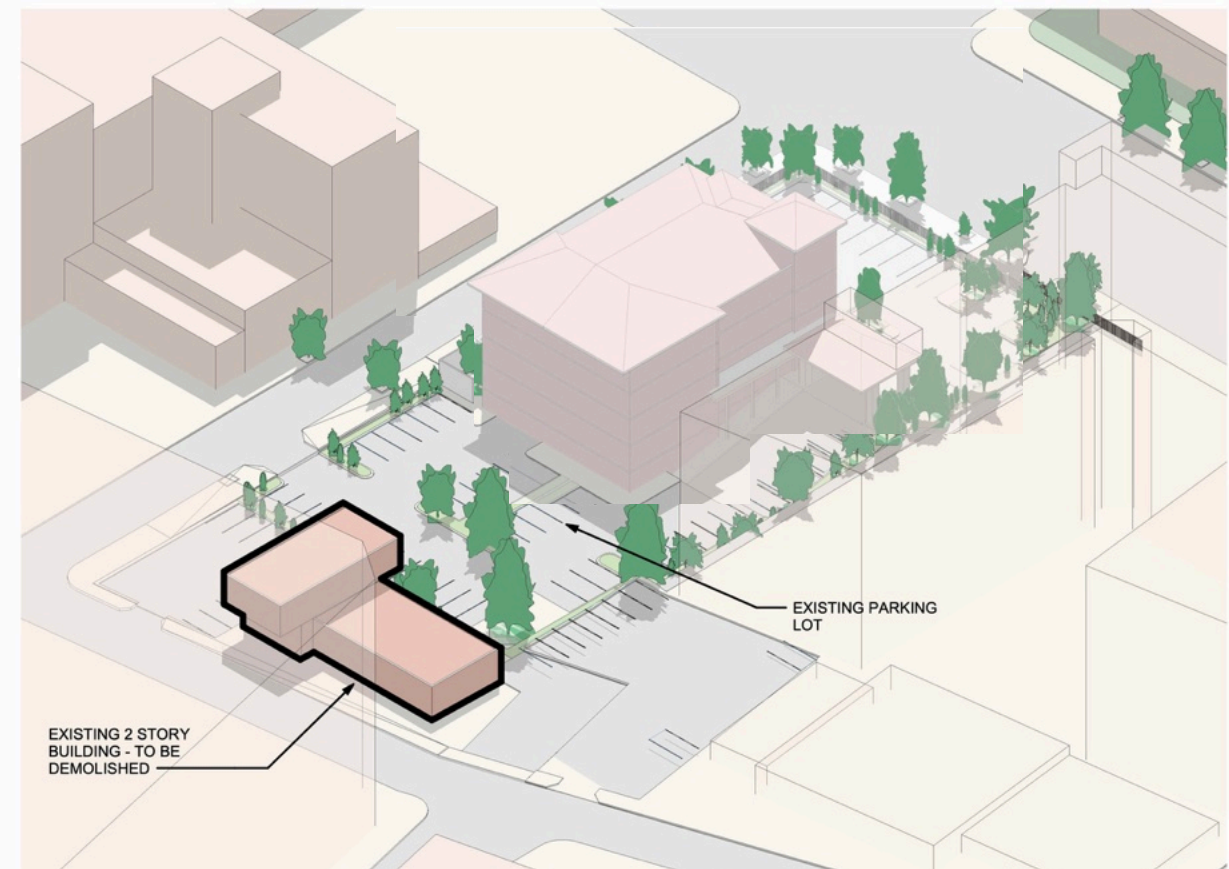 EXISTING PARKING
LOT
EXISTING 2 STORY
BUILDING - TO BE
DEMOLISHED